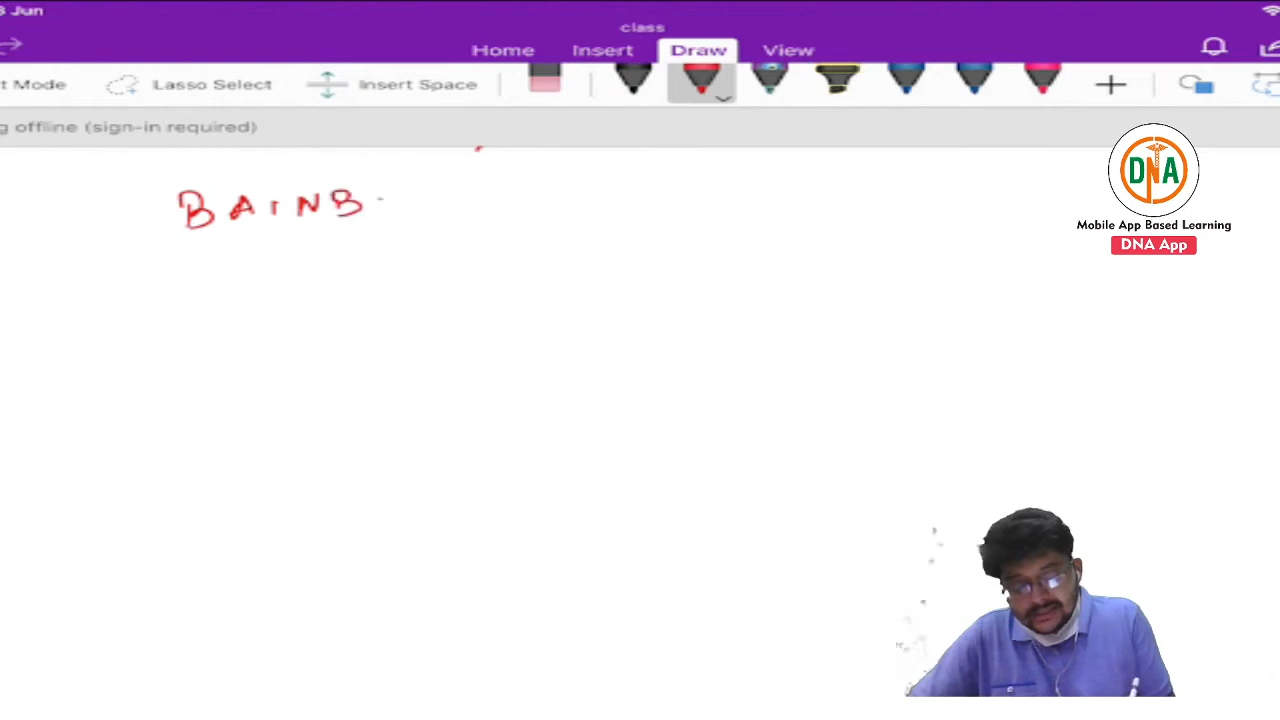 3 Jun
class
Home Insert Draw View
t Mode Lasso Select Insert Space
g offline (sign-in required)
BAINB
DNA
Mobile App Based Learning
DNA App